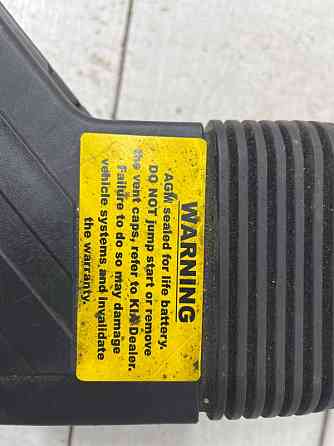 WARNING
AGM sealed for life battery.
DO NOT jump start or remove
the vent caps, refer to KIA Dealer.
Failure to do so may damage
vehicle systems and invalidate
the warranty.